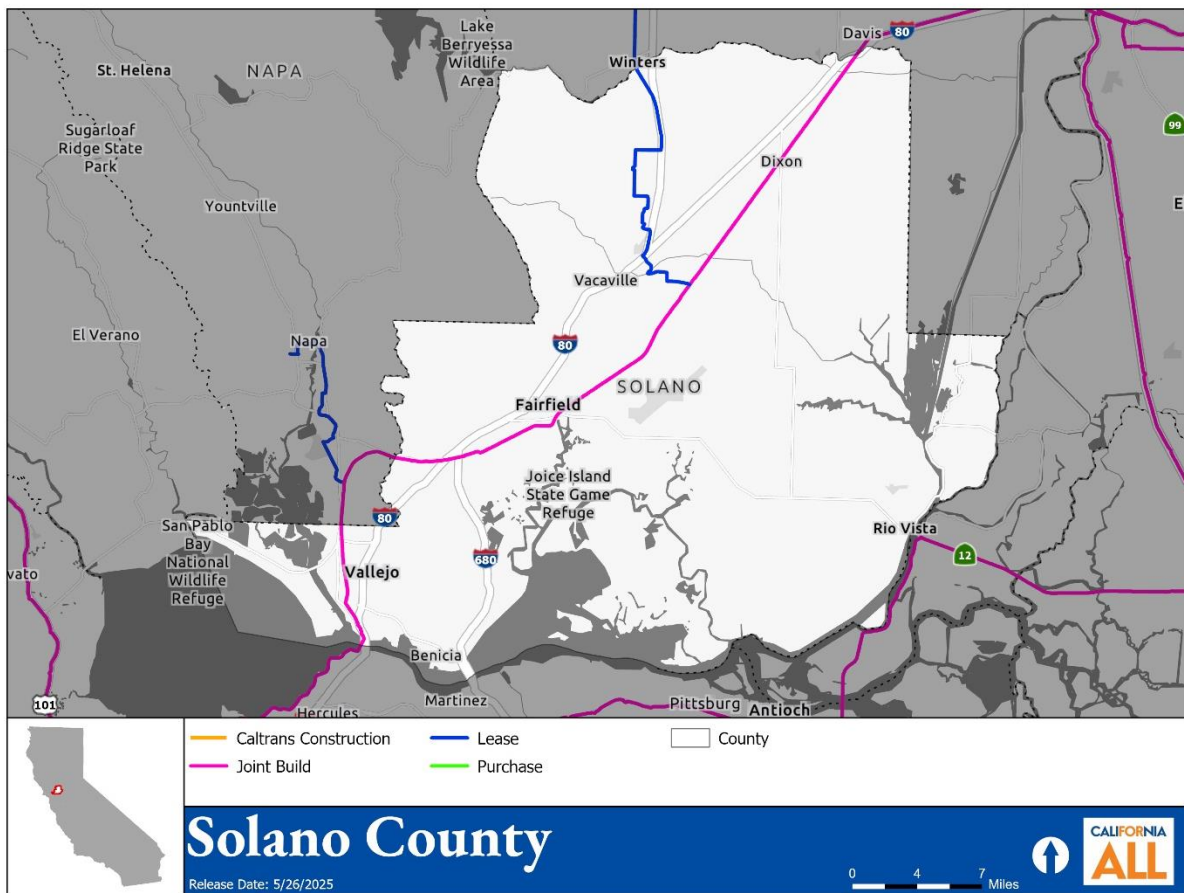 Lake
Berryessa
Wildlife
Area
Davis
80
St. Helena
NAPA
Winters
99
Sugarloaf
Ridge State
Park
Dixon
Yountville
E
Vacaville
El Verano
Napa
80
SOLANO
Fairfield
Joice Island
State Game
Refuge
80
San Pablo
Bay
National
Wildlife
Refuge
Rio Vista
12
680
vato
Vallejo
Benicia
Martinez
Pittsburg
101
Hercules
Antioch
Caltrans Construction
Lease
County
Joint Build
Purchase
Solano County
Release Date: 5/26/2025
0 4 7
Miles
CALIFORNIA
ALL